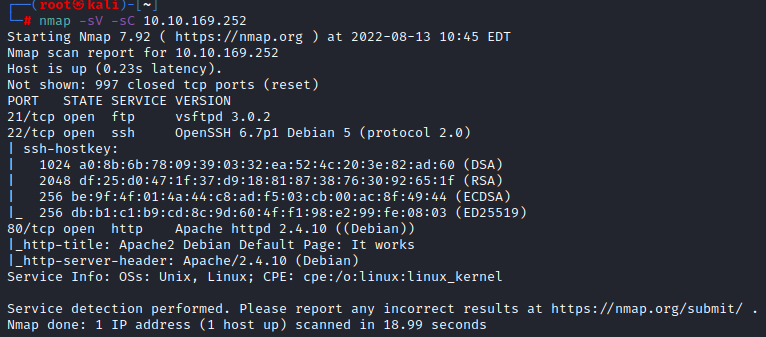 ┌──(root㉿kali)-[~]
└─# nmap -sV -sC 10.10.169.252
Starting Nmap 7.92 ( https://nmap.org ) at 2022-08-13 10:45 EDT
Nmap scan report for 10.10.169.252
Host is up (0.23s latency).
Not shown: 997 closed tcp ports (reset)
PORT   STATE SERVICE VERSION
21/tcp open  ftp     vsftpd 3.0.2
22/tcp open  ssh     OpenSSH 6.7p1 Debian 5 (protocol 2.0)
| ssh-hostkey:
|   1024 a0:8b:6b:78:09:39:03:32:ea:52:4c:20:3e:82:ad:60 (DSA)
|   2048 df:25:d0:47:1f:37:d9:18:81:87:38:76:30:92:65:1f (RSA)
|   256 be:9f:4f:01:4a:44:c8:ad:f5:03:cb:00:ac:8f:49:44 (ECDSA)
|_  256 db:b1:c1:b9:cd:8c:9d:60:4f:f1:98:e2:99:fe:08:03 (ED25519)
80/tcp open  http    Apache httpd 2.4.10 ((Debian))
|_http-title: Apache2 Debian Default Page: It works
|_http-server-header: Apache/2.4.10 (Debian)
Service Info: OSs: Unix, Linux; CPE: cpe:/o:linux:linux_kernel

Service detection performed. Please report any incorrect results at https://nmap.org/submit/ .
Nmap done: 1 IP address (1 host up) scanned in 18.99 seconds